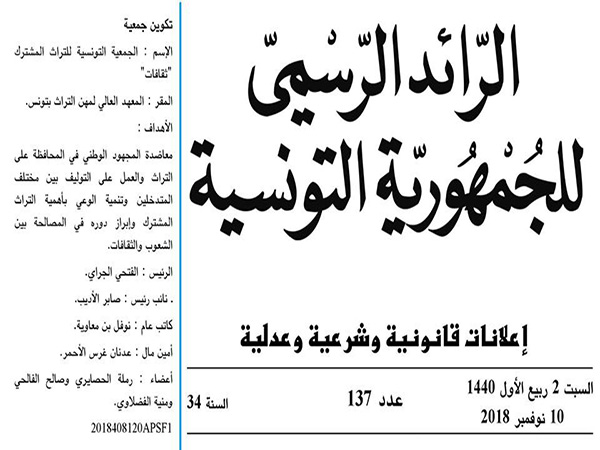 الرّائد الرّسْميّ
للجُمْهُوريّة التونسية
إعلانات قانونية وشرعية وعدلية
السبت 2 ربيع الأول 1440
10 نوفمبر 2018
عدد 137
السنة 34
تكوين جمعية
الإسم : الجمعية التونسية للتراث المشترك
"ثقافات"
المقر : المعهد العالي لمهن التراث بتونس.
الأهداف :
معاضدة المجهود الوطني في المحافظة على
التراث والعمل على التوليف بين مختلف
المتدخلين وتنمية الوعي بأهمية التراث
المشترك وإبراز دوره في المصالحة بين
الشعوب والثقافات.
الرئيس : الفتحي الجراي.
. نائب رئيس : صابر الأديب.
كاتب عام : نوفل بن معاوية.
أمين مال : عدنان غرس الأحمر.
أعضاء : رملة الحصايري وصالح الفالحي
ومنية الفضلاوي.
2018408120APSF1